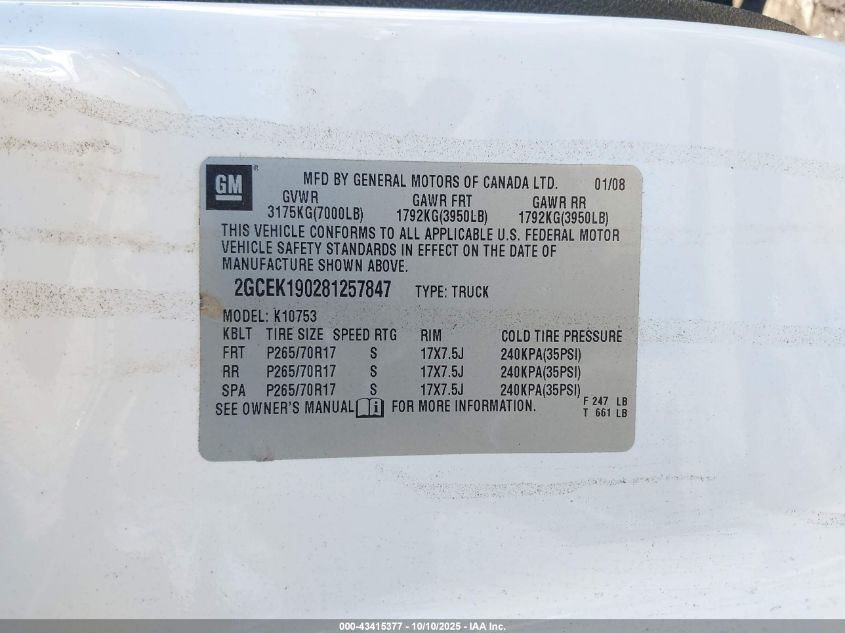 GM ®
MFD BY GENERAL MOTORS OF CANADA LTD. 01/08
GVWR GAWR FRT GAWR RR
3175KG(7000LB) 1792KG(3950LB) 1792KG(3950LB)
THIS VEHICLE CONFORMS TO ALL APPLICABLE U.S. FEDERAL MOTOR
VEHICLE SAFETY STANDARDS IN EFFECT ON THE DATE OF
MANUFACTURE SHOWN ABOVE.
2GCEK190281257847 TYPE: TRUCK
MODEL: K10753
KBLT TIRE SIZE SPEED RTG RIM COLD TIRE PRESSURE
FRT P265/70R17 S 17X7.5J 240KPA(35PSI)
RR P265/70R17 S 17X7.5J 240KPA(35PSI)
SPA P265/70R17 S 17X7.5J 240KPA(35PSI)
SEE OWNER'S MANUAL i FOR MORE INFORMATION. F 247 LB
T 661 LB
000-43415377 - 10/10/2025 - IAA Inc.